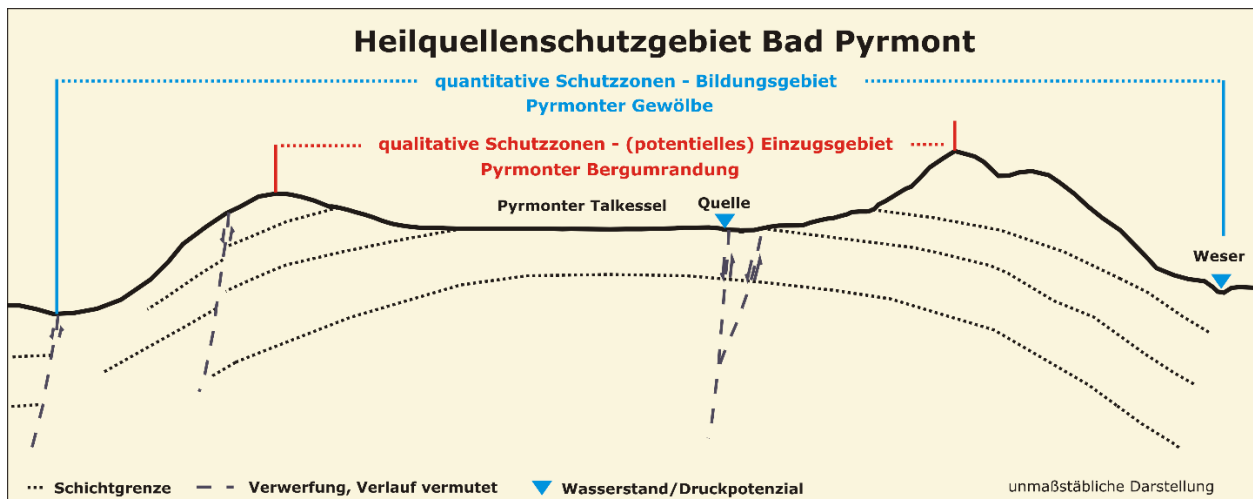 Heilquellenschutzgebiet Bad Pyrmont
quantitative Schutzzonen - Bildungsgebiet
Pyrmonter Gewölbe
qualitative Schutzzonen - (potentielles) Einzugsgebiet
Pyrmonter Bergumrandung
Pyrmonter Talkessel
Quelle
Weser
Schichtgrenze
Verwerfung, Verlauf vermutet
Wasserstand/Druckpotenzial
unmaßstäbliche Darstellung